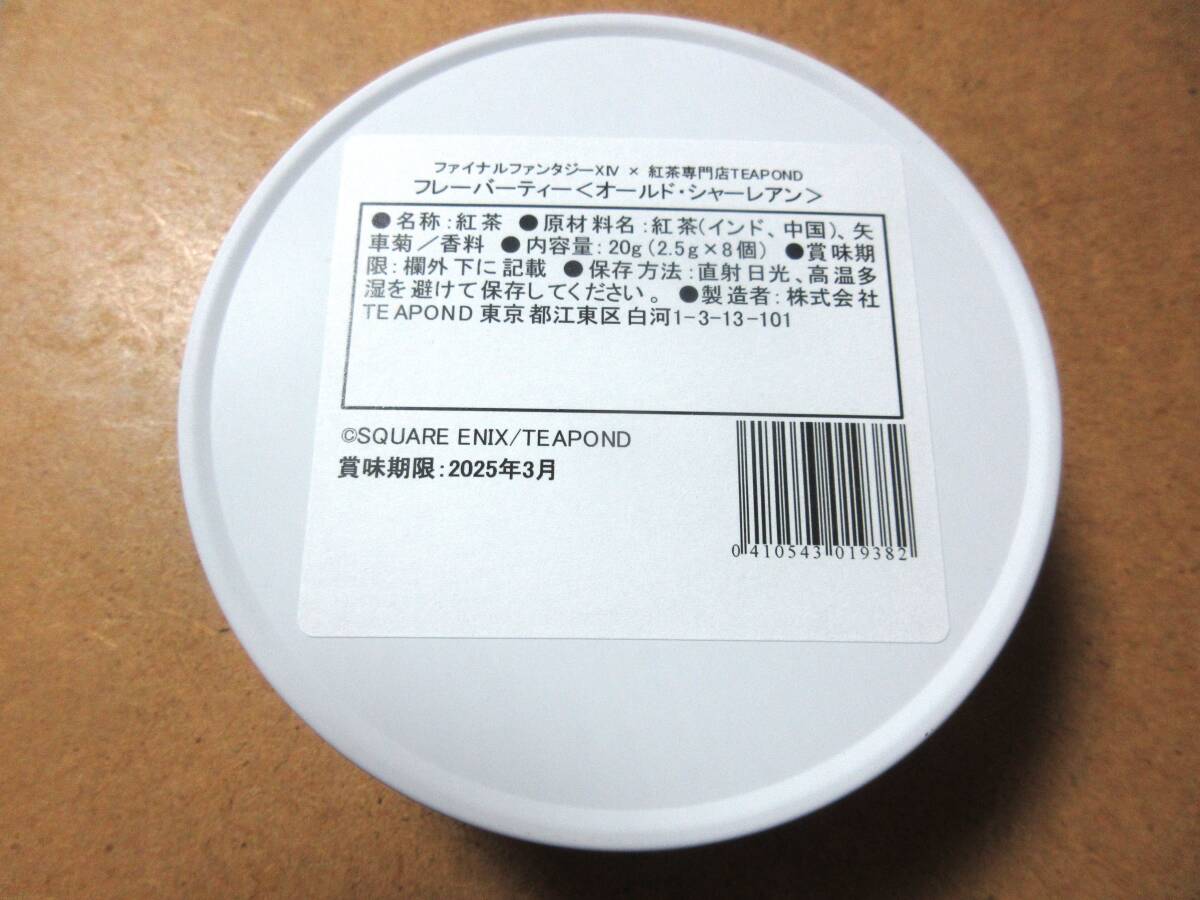 ファイナルファンタジーXIV × 紅茶専門店TEAPOND
フレーバーティー<オールド・シャーレアン>
●名称:紅茶 ●原材料名:紅茶(インド、中国)、矢
車菊/香料 ●内容量:20g(2.5g×8個) ●賞味期
限:欄外下に記載 ●保存方法:直射日光、高温多
湿を避けて保存してください。 ●製造者:株式会社
TEAPOND 東京都江東区白河1-3-13-101
©SQUARE ENIX/TEAPOND
賞味期限:2025年3月
0 410543 019382